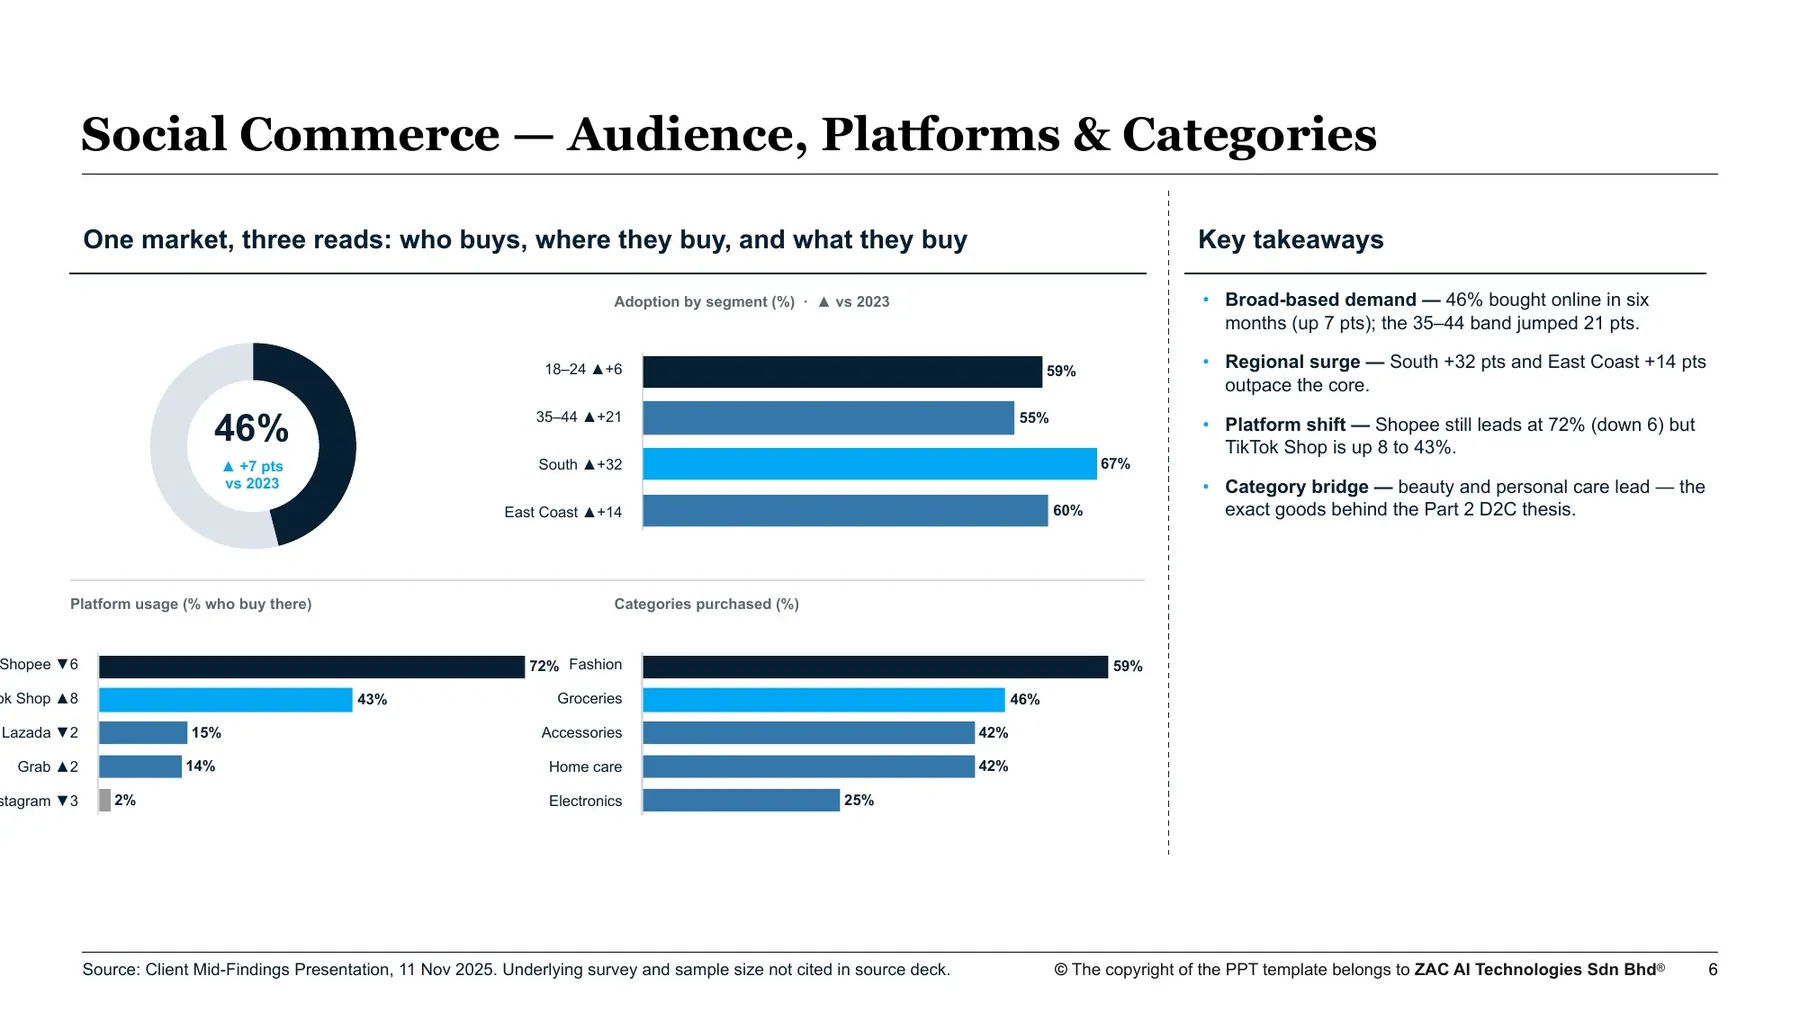 Social Commerce — Audience, Platforms & Categories
One market, three reads: who buys, where they buy, and what they buy
Adoption by segment (%) · ▲ vs 2023
46%
▲ +7 pts
vs 2023
18–24 ▲+6 59%
35–44 ▲+21 55%
South ▲+32 67%
East Coast ▲+14 60%
Platform usage (% who buy there)
Shopee ▼6 72%
ok Shop ▲8 43%
Lazada ▼2 15%
Grab ▲2 14%
stagram ▼3 2%
Categories purchased (%)
Fashion 59%
Groceries 46%
Accessories 42%
Home care 42%
Electronics 25%
Key takeaways
• Broad-based demand — 46% bought online in six
months (up 7 pts); the 35–44 band jumped 21 pts.
• Regional surge — South +32 pts and East Coast +14 pts
outpace the core.
• Platform shift — Shopee still leads at 72% (down 6) but
TikTok Shop is up 8 to 43%.
• Category bridge — beauty and personal care lead — the
exact goods behind the Part 2 D2C thesis.
Source: Client Mid-Findings Presentation, 11 Nov 2025. Underlying survey and sample size not cited in source deck.
© The copyright of the PPT template belongs to ZAC AI Technologies Sdn Bhd®
6